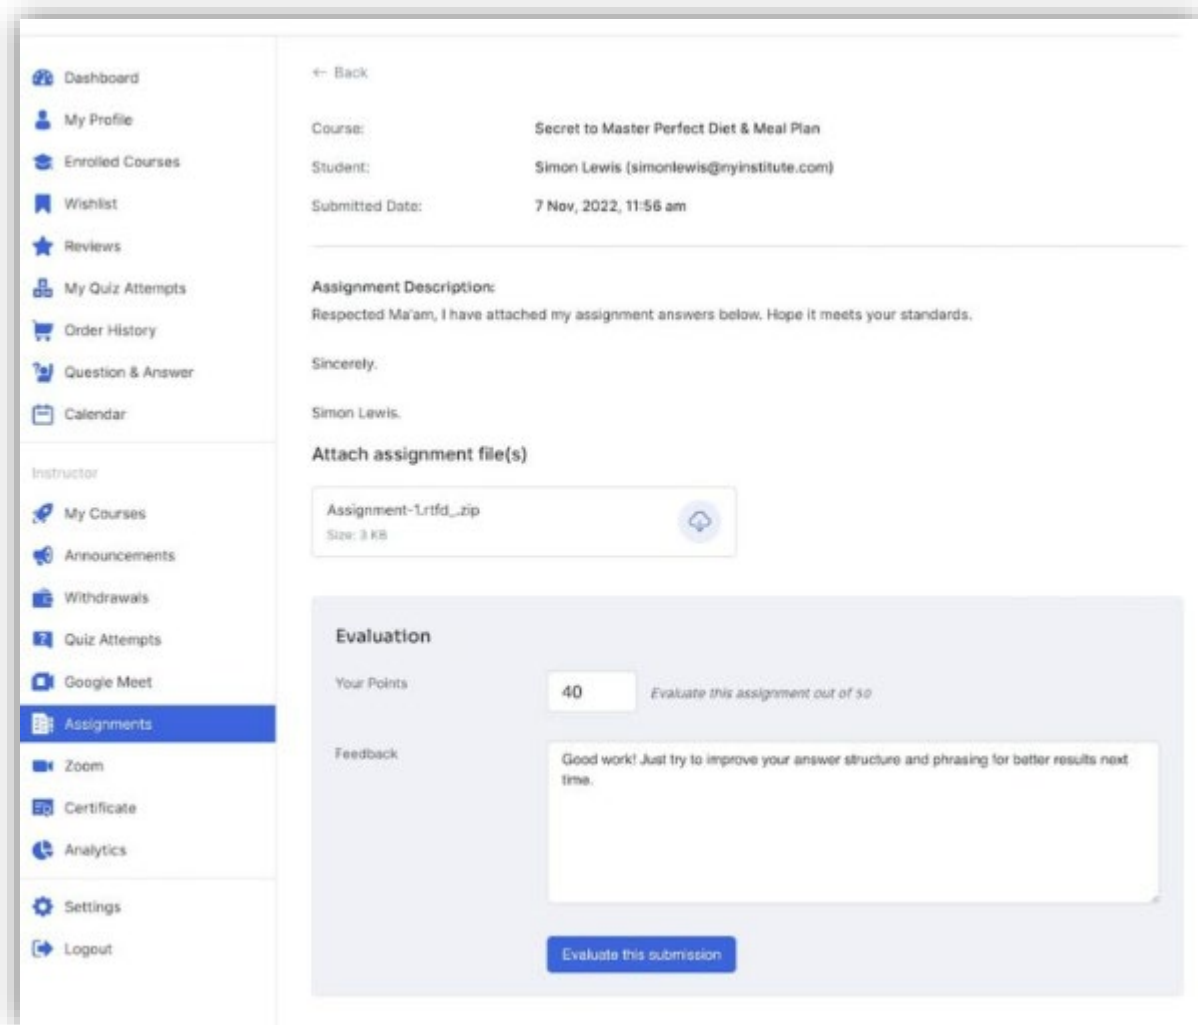 Dashboard
My Profile
Enrolled Courses
Wishlist
Reviews
My Quiz Attempts
Order History
Question & Answer
Calendar
Instructor
My Courses
Announcements
Withdrawals
Quiz Attempts
Google Meet
Assignments
Zoom
Certificate
Analytics
Settings
Logout
← Back
Course: Secret to Master Perfect Diet & Meal Plan
Student: Simon Lewis (simonlewis@nyinstitute.com)
Submitted Date: 7 Nov, 2022, 11:56 am
Assignment Description:
Respected Ma'am, I have attached my assignment answers below. Hope it meets your standards.
Sincerely.
Simon Lewis.
Attach assignment file(s)
Assignment-1.rtfd_.zip
Size: 3 KB
Evaluation
Your Points 40 Evaluate this assignment out of 50
Feedback Good work! Just try to improve your answer structure and phrasing for better results next
time.
Evaluate this submission